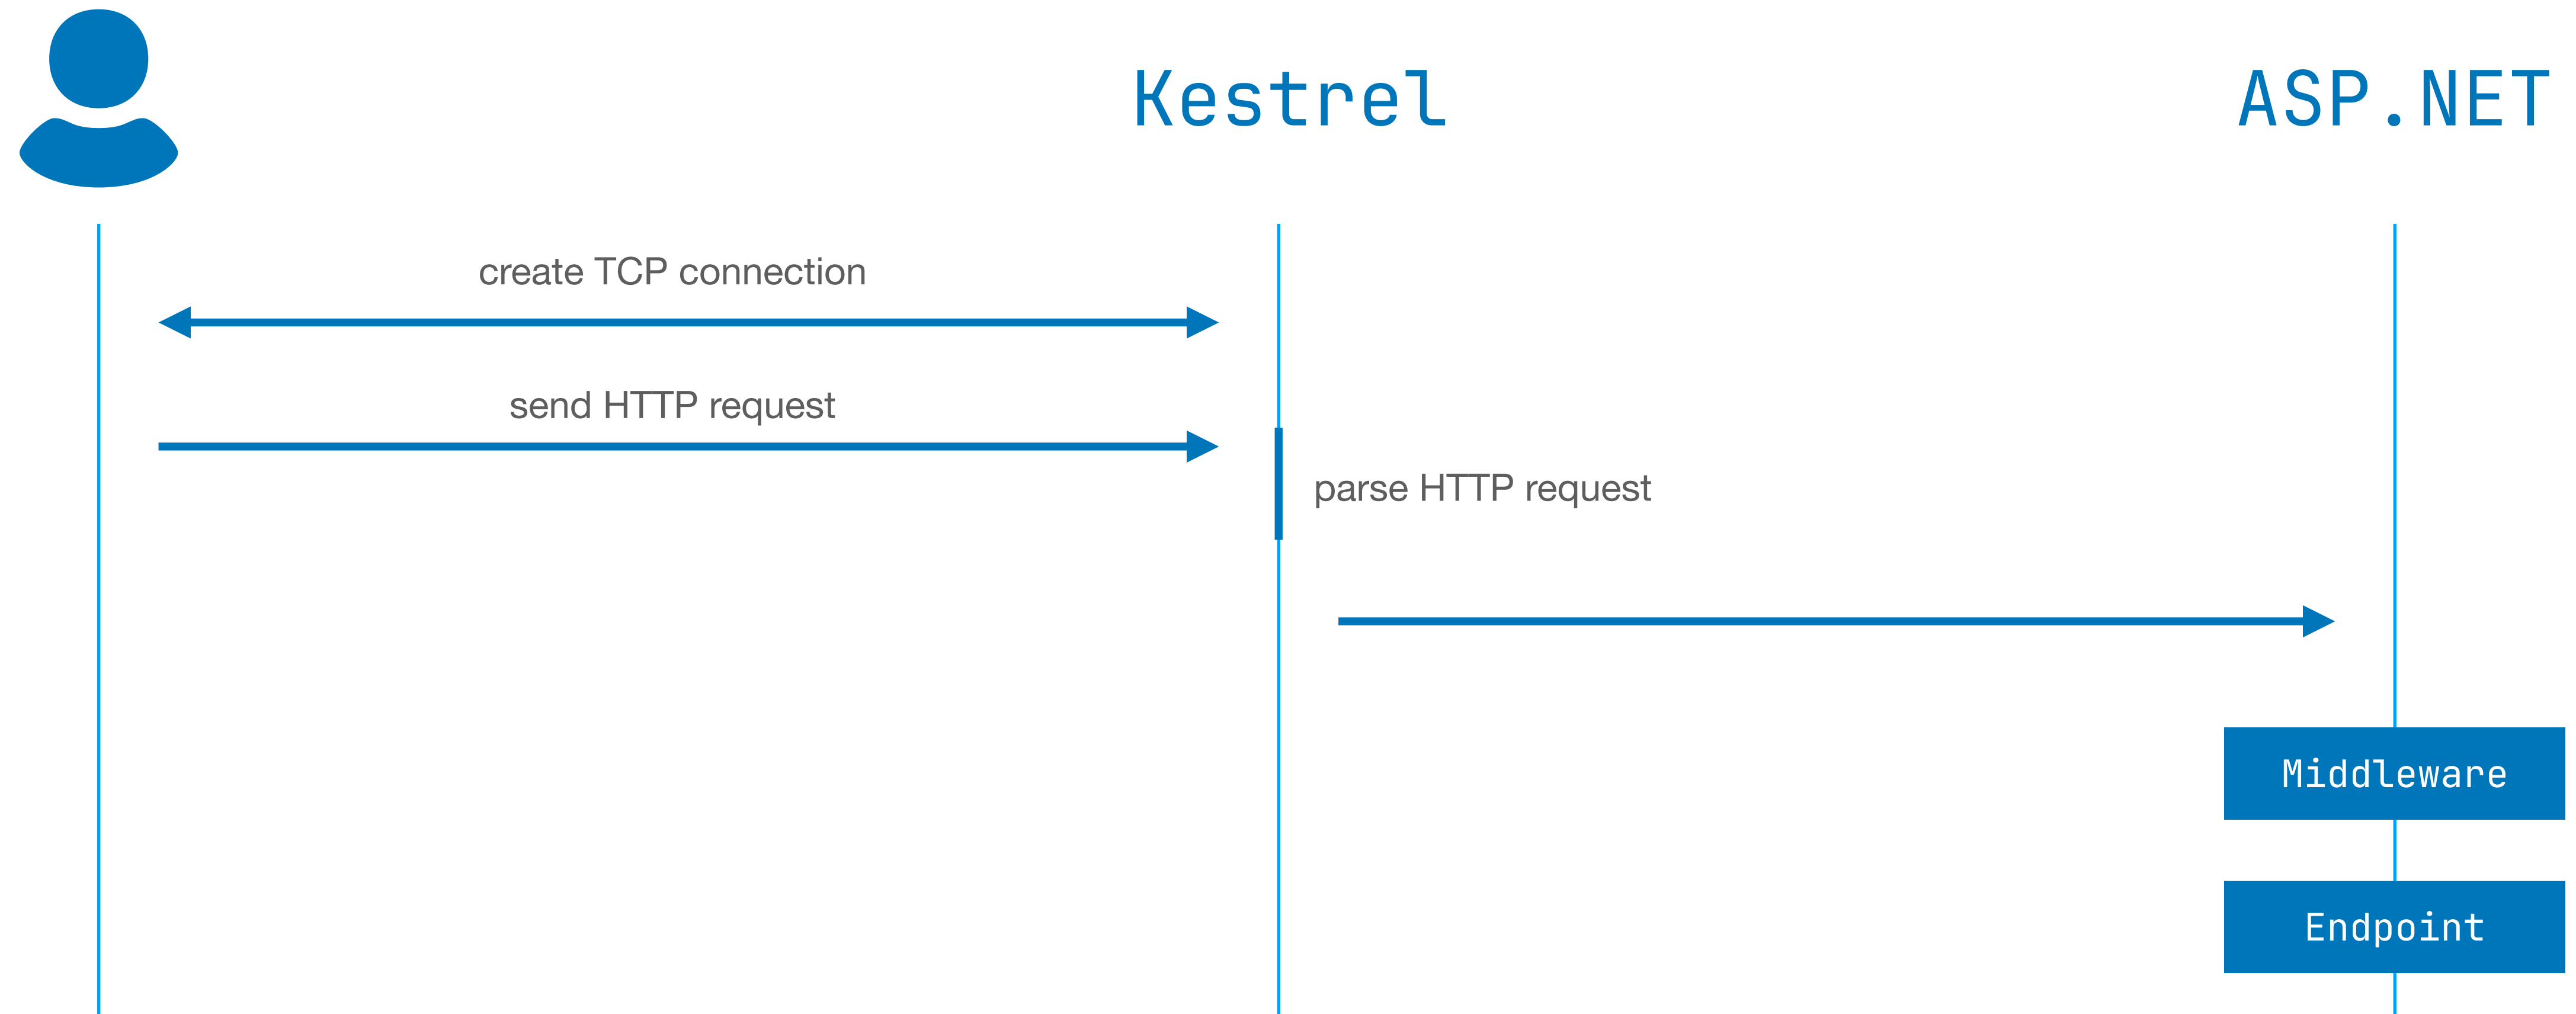 Kestrel
ASP.NET
create TCP connection
send HTTP request
parse HTTP request
Middleware
Endpoint